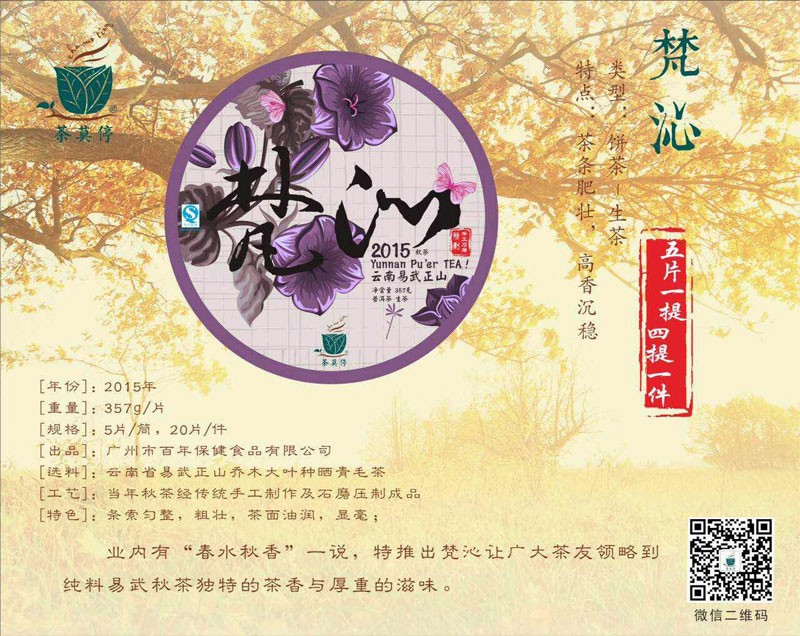 茶莫停
®
梵沁
类型：饼茶-生茶
特点：茶条肥壮，高香沉稳
五片一提四提一件
梵沁
2015 秋茶
Yunnan Pu'er TEA!
云南易武正山
净含量 357克
普洱茶 生茶
茶莫停
[年份]：2015年
[重量]：357g/片
[规格]：5片/筒，20片/件
[出品]：广州市百年保健食品有限公司
[选料]：云南省易武正山乔木大叶种晒青毛茶
[工艺]：当年秋茶经传统手工制作及石磨压制成品
[特色]：条索匀整，粗壮，茶面油润，显毫；
业内有“春水秋香”一说，特推出梵沁让广大茶友领略到
纯料易武秋茶独特的茶香与厚重的滋味。
微信二维码